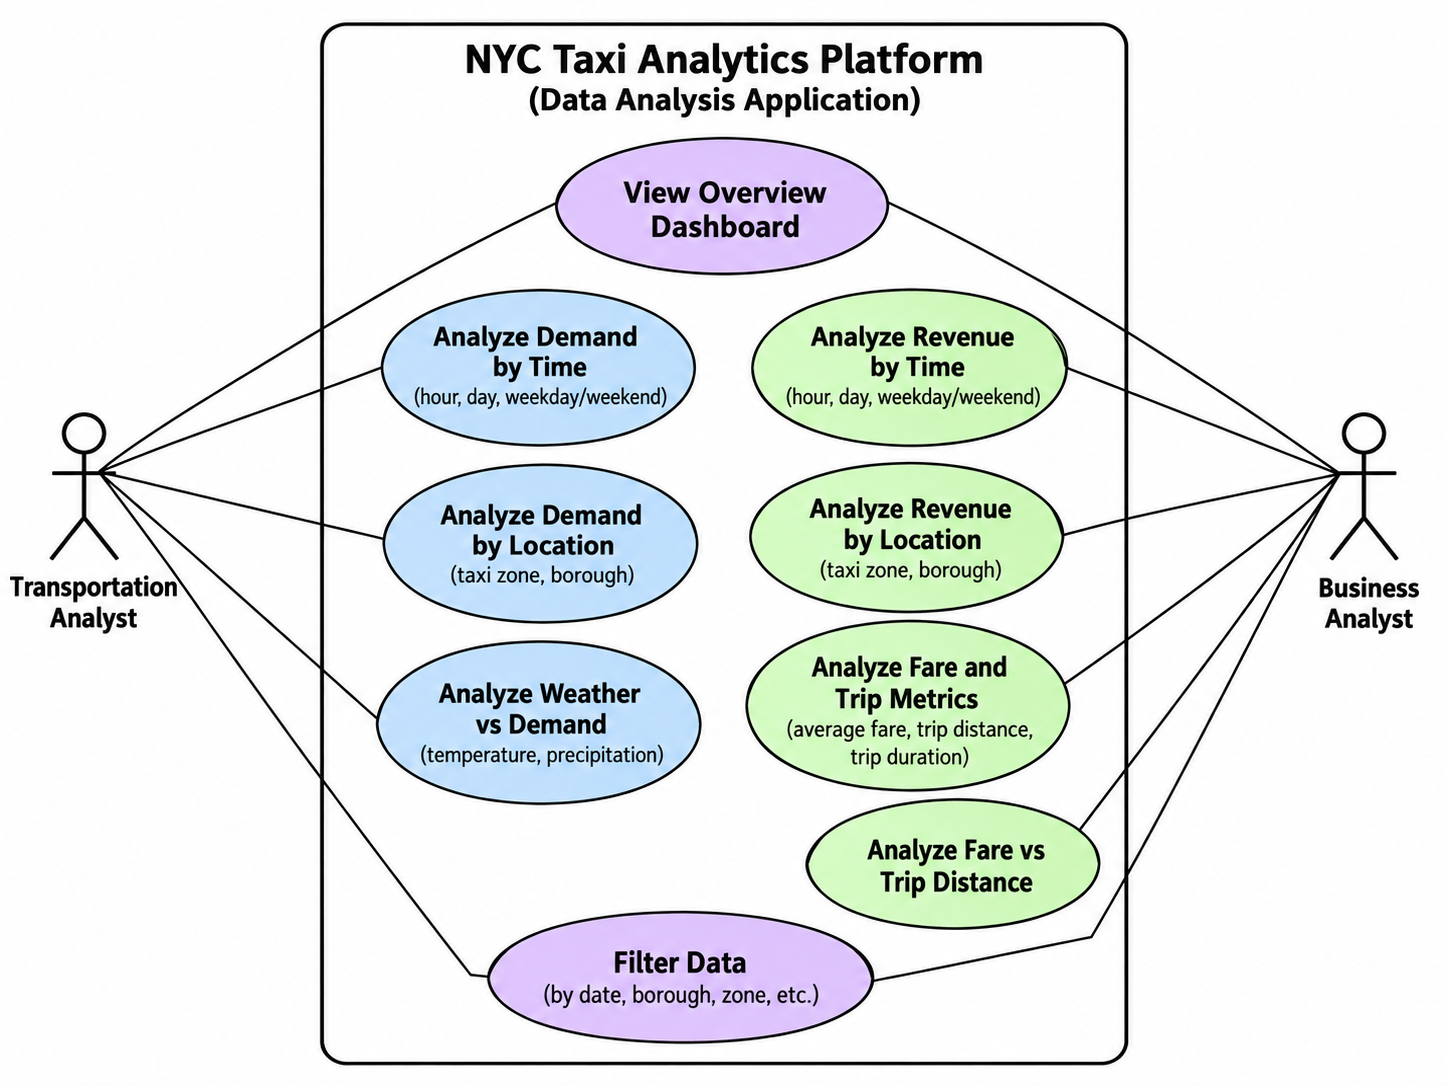 NYC Taxi Analytics Platform
(Data Analysis Application)
View Overview
Dashboard
Analyze Demand
by Time
(hour, day, weekday/weekend)
Analyze Revenue
by Time
(hour, day, weekday/weekend)
Analyze Demand
by Location
(taxi zone, borough)
Analyze Revenue
by Location
(taxi zone, borough)
Transportation
Analyst
Business
Analyst
Analyze Weather
vs Demand
(temperature, precipitation)
Analyze Fare and
Trip Metrics
(average fare, trip distance,
trip duration)
Analyze Fare vs
Trip Distance
Filter Data
(by date, borough, zone, etc.)